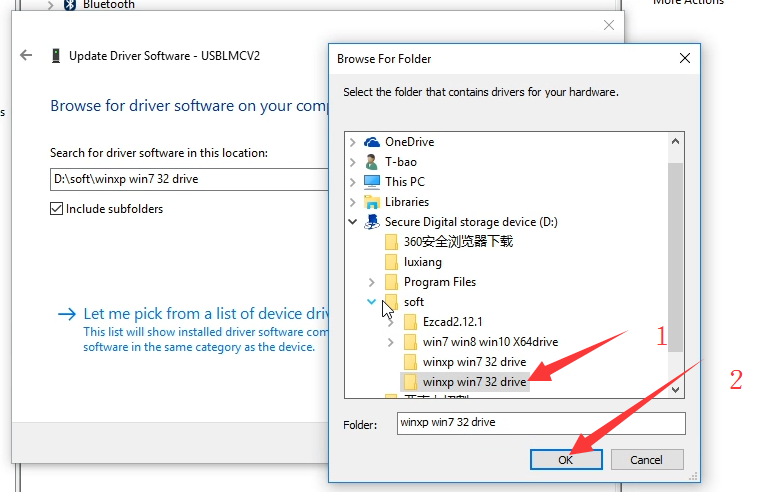 Bluetooth
More Actions
s
Update Driver Software - USBLMCV2
Browse for driver software on your comp
Search for driver software in this location:
D:\soft\winxp win7 32 drive
Include subfolders
Let me pick from a list of device driv
This list will show installed driver software com
software in the same category as the device.
Browse For Folder
Select the folder that contains drivers for your hardware.
OneDrive
T-bao
This PC
Libraries
Secure Digital storage device (D:)
360安全浏览器下载
luxiang
Program Files
soft
Ezcad2.12.1
win7 win8 win10 X64drive
winxp win7 32 drive
winxp win7 32 drive
Folder:
winxp win7 32 drive
OK
Cancel
1
2